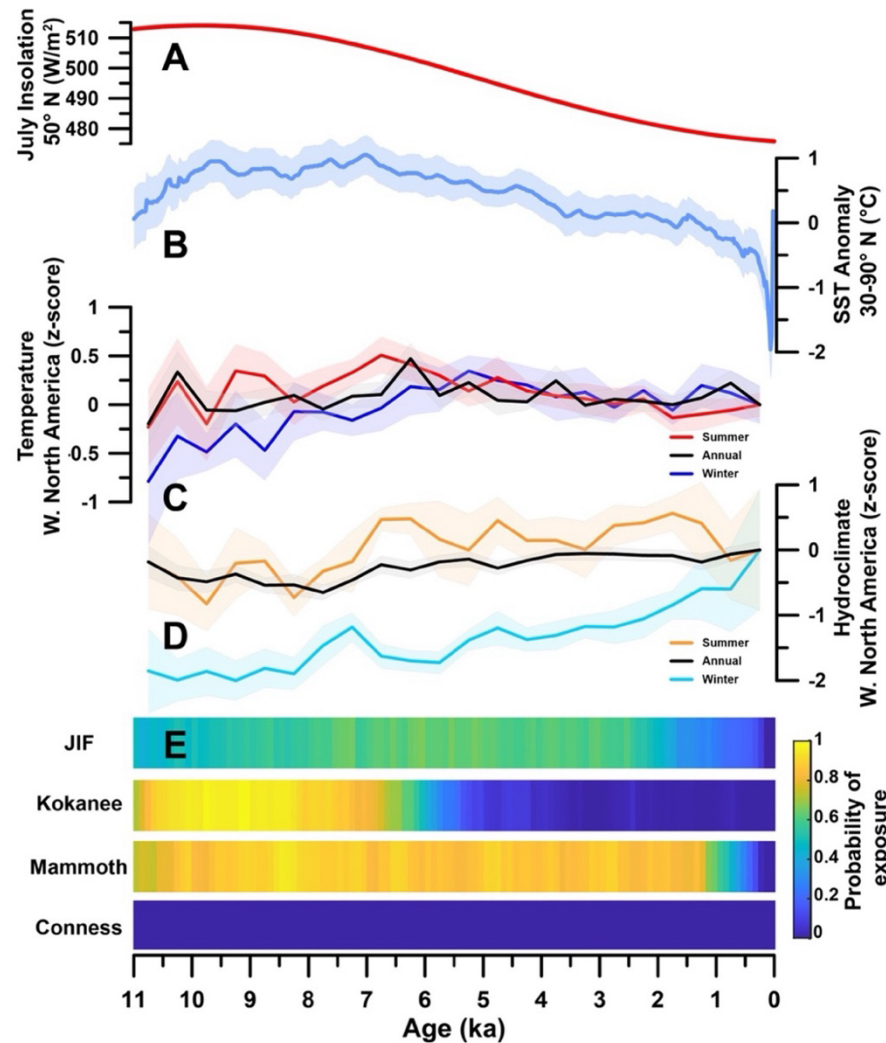 July Insolation
50° N (W/m²)
510
500
490
480
A
B
1
0
-1
-2
SST Anomaly
30-90° N (°C)
Temperature
W. North America (z-score)
1
0.5
0
-0.5
-1
C
Summer
Annual
Winter
1
0
-1
-2
Hydroclimate
W. North America (z-score)
D
Summer
Annual
Winter
JIF
E
Kokanee
Mammoth
Conness
1
0.8
0.6
0.4
0.2
0
Probability of
exposure
11 10 9 8 7 6 5 4 3 2 1 0
Age (ka)